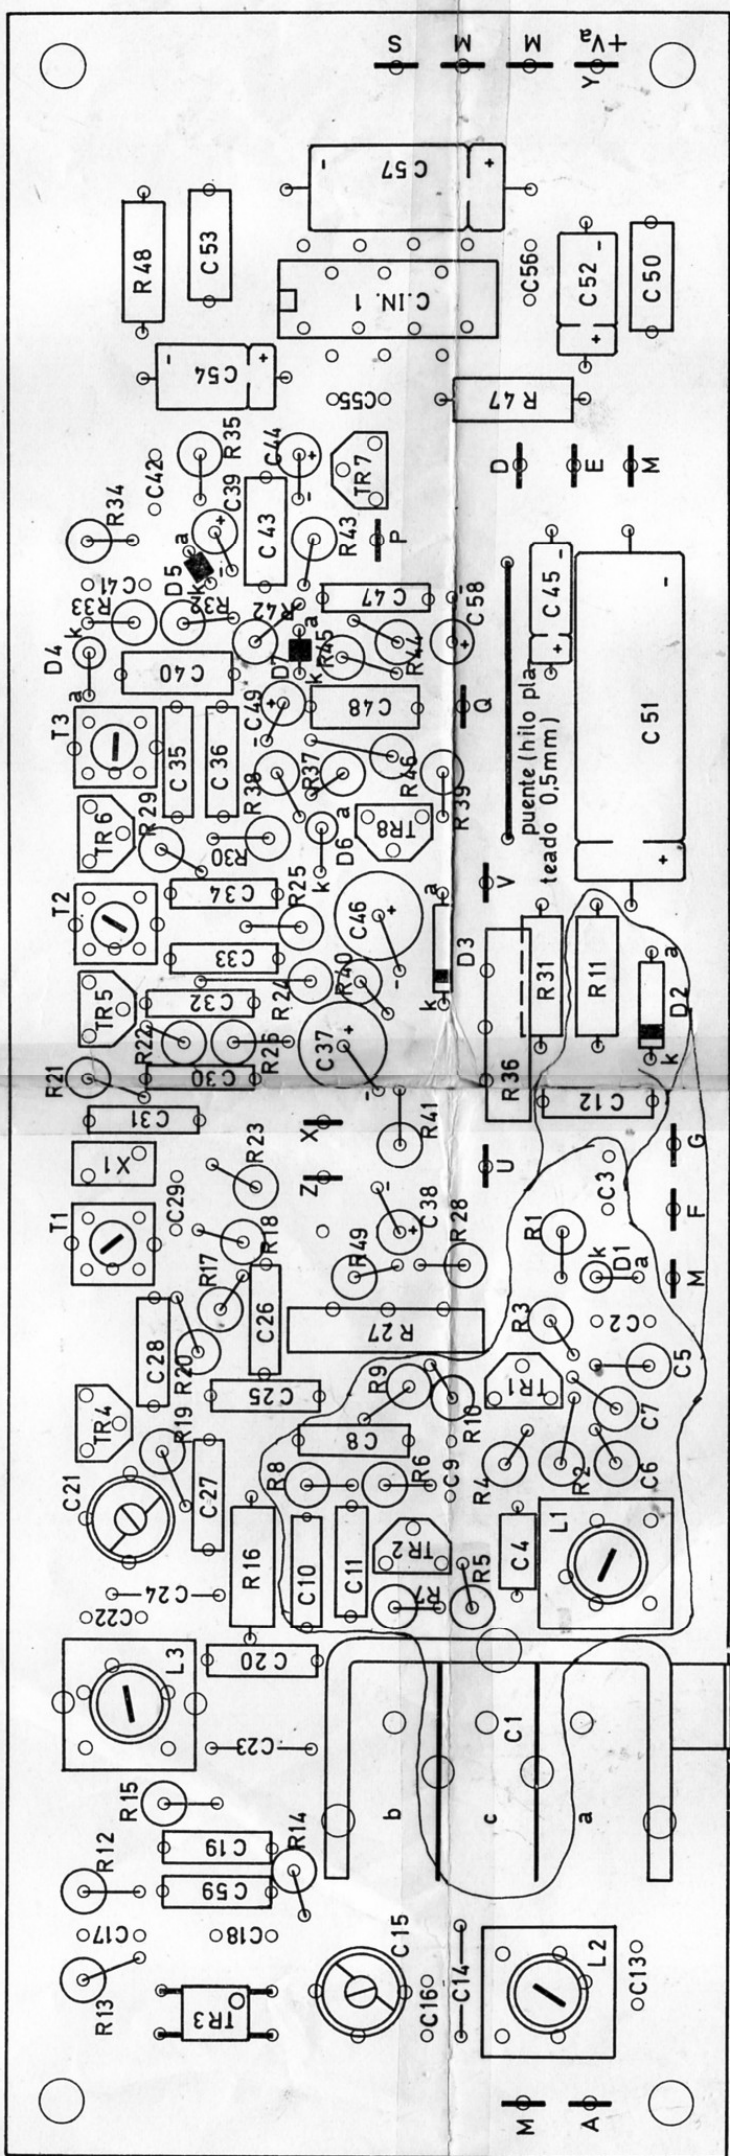 S
M
M
+Va
Y
C57
-
+
R48
C53
C.IN. 1
C56
C52
-
+
C50
C54
-
+
C55
R47
R34
C42
R35
C39
+
-
C44
+
-
TR7
D
E
M
C43
R43
P
D5
a
k
C41
R33
D4
k
a
R42
C47
C58
-
+
C45
-
+
C40
D7
a
k
R45
R44
C49
-
C48
Q
C51
-
+
T3
C35
C36
R38
R37
R46
R39
puente (hilo pla-
teado 0,5mm)
TR6
R29
R30
D6
a
k
TR8
T2
C34
R25
C46
+
-
V
C33
D3
a
k
TR5
C32
R24
R40
R31
R11
D2
a
k
R22
R26
C37
+
-
R36
R21
C30
C12
C31
X
R41
X1
R23
Z
U
G
C29
C38
+
-
C3
F
T1
R18
R49
R28
R1
D1
k
a
M
R17
C26
R27
R3
C2
C28
R20
C25
R9
R10
TR1
C5
TR4
R19
C8
C7
C21
C27
R8
R6
C9
R4
R2
C6
L1
R16
C10
C11
TR2
C4
C24
C22
R7
R5
L3
C20
C23
C1
b
c
a
R15
R12
C19
R14
C59
C17
C18
C15
R13
TR3
C16
C14
L2
C13
M
A